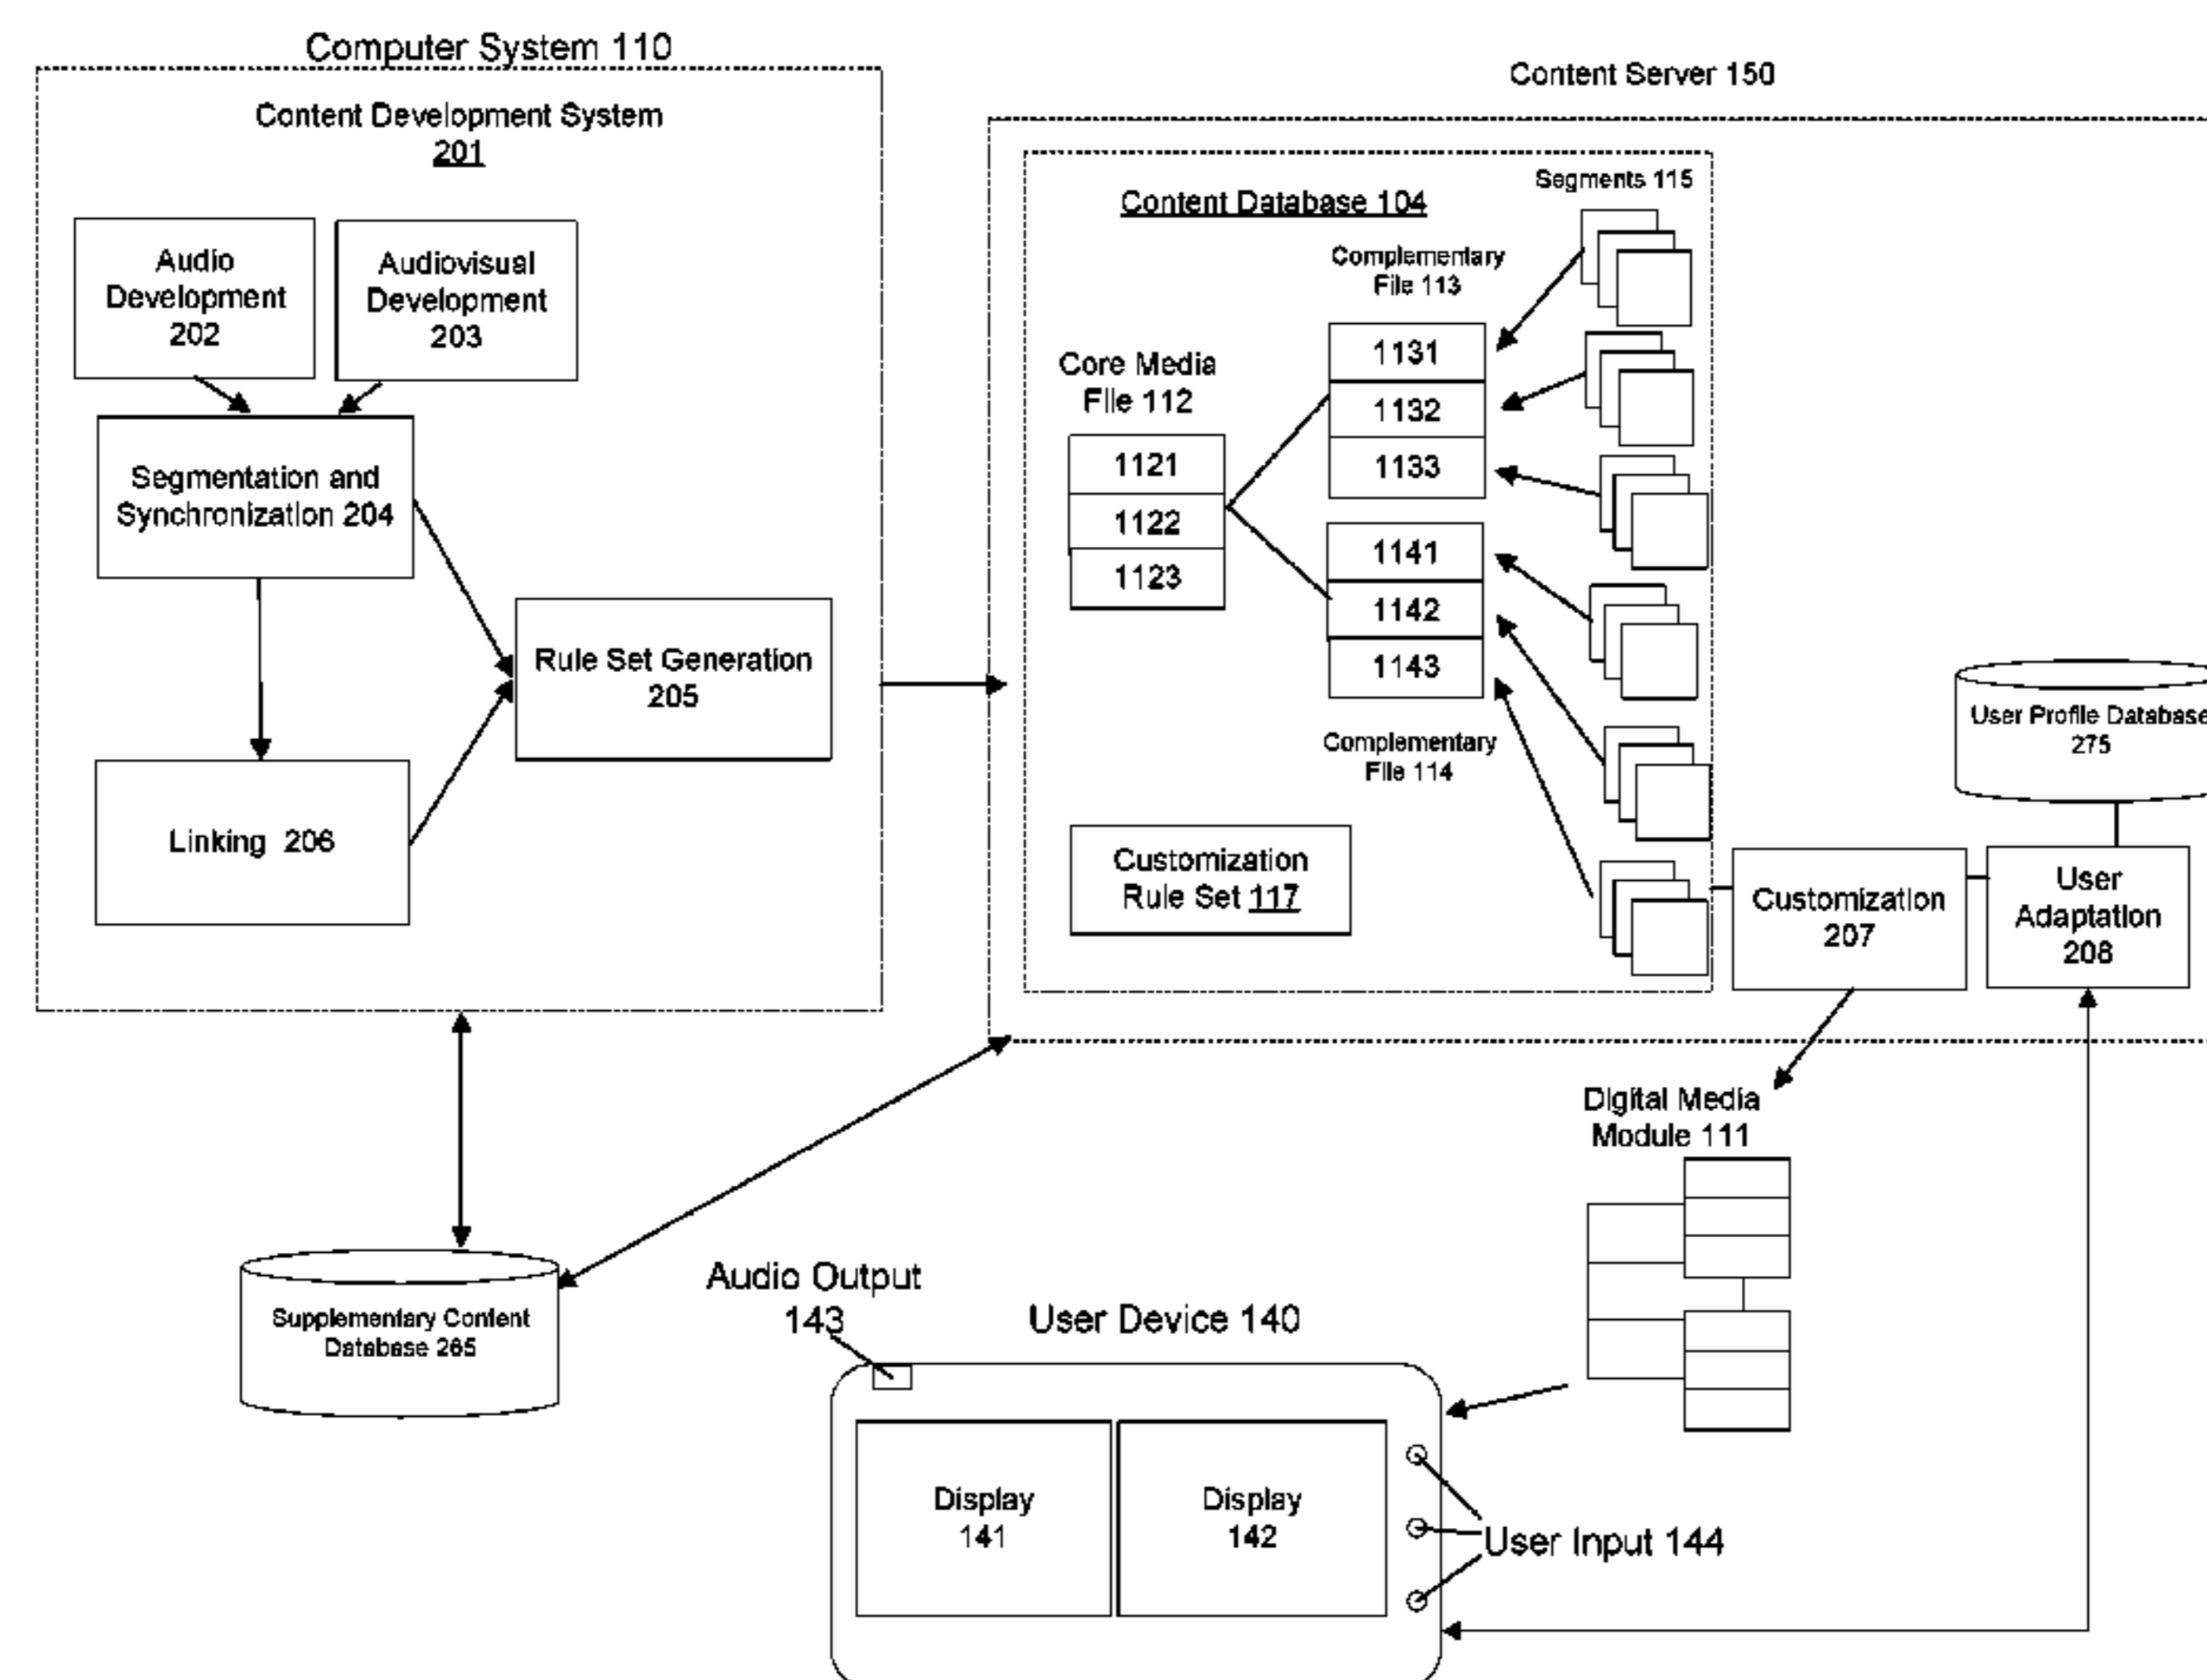 Computer System 110
Content Development System
201
Audio
Development
202
Audiovisual
Development
203
Segmentation and
Synchronization 204
Rule Set Generation
205
Linking 206
Content Server 150
Content Database 104
Segments 115
Complementary
File 113
1131
1132
1133
Core Media
File 112
1121
1122
1123
1141
1142
1143
Complementary
File 114
Customization
Rule Set 117
User Profile Database
275
Customization
207
User
Adaptation
208
Digital Media
Module 111
Supplementary Content
Database 265
Audio Output
143
User Device 140
Display
141
Display
142
User Input 144